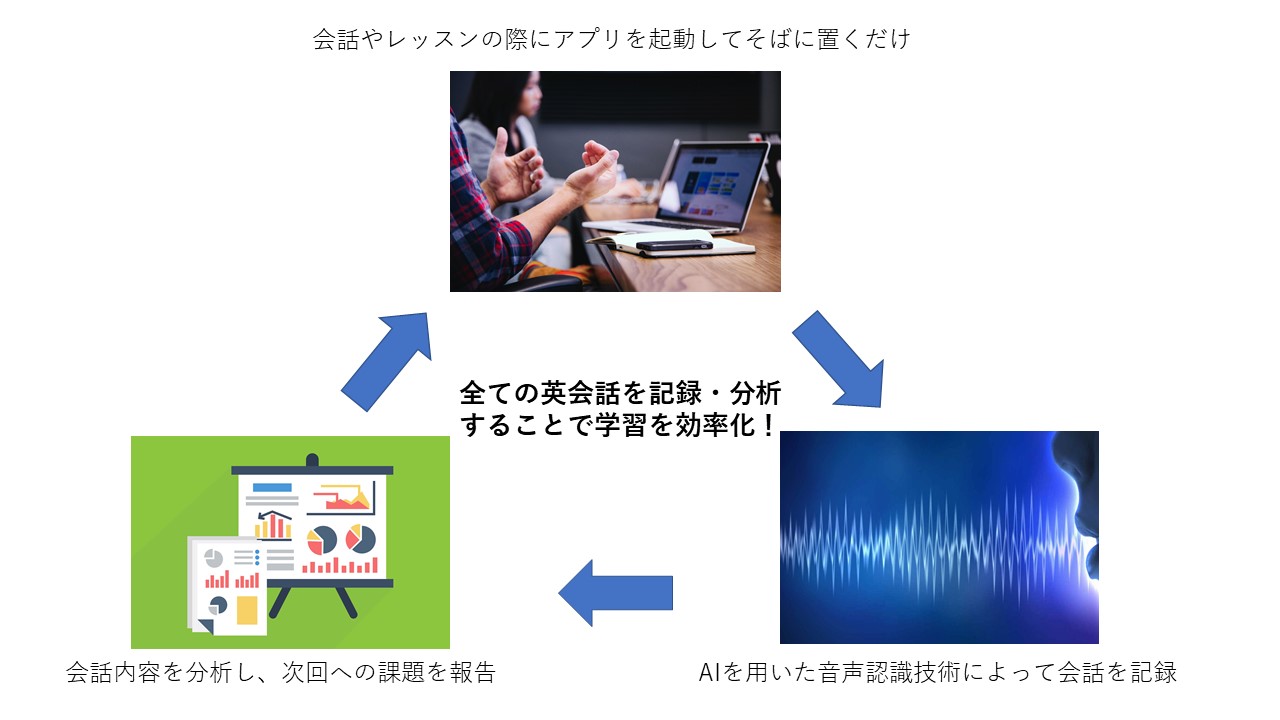 会話やレッスンの際にアプリを起動してそばに置くだけ
全ての英会話を記録・分析
することで学習を効率化！
会話内容を分析し、次回への課題を報告
AIを用いた音声認識技術によって会話を記録